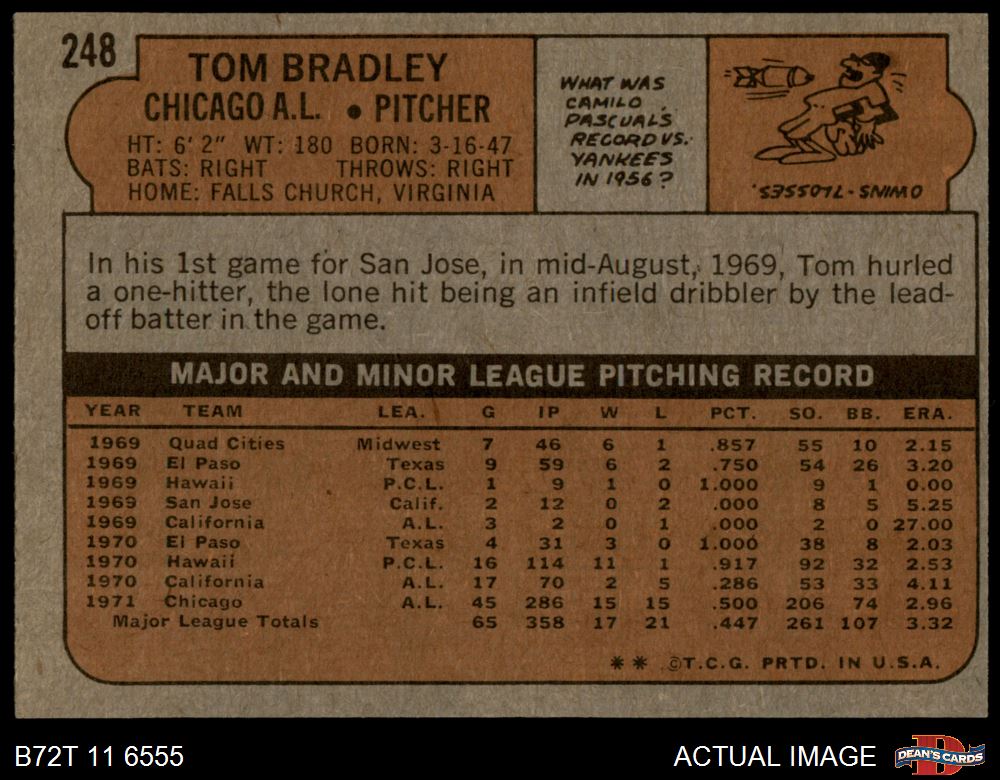 248
TOM BRADLEY
CHICAGO A.L. • PITCHER
HT: 6' 2" WT: 180 BORN: 3-16-47
BATS: RIGHT THROWS: RIGHT
HOME: FALLS CHURCH, VIRGINIA
WHAT WAS
CAMILO
PASCUAL'S
RECORD VS.
YANKEES
IN 1956?
OWINS-7LOSSES.
In his 1st game for San Jose, in mid-August, 1969, Tom hurled
a one-hitter, the lone hit being an infield dribbler by the lead-
off batter in the game.
MAJOR AND MINOR LEAGUE PITCHING RECORD
YEAR TEAM LEA. G IP W L PCT. SO. BB. ERA.
1969 Quad Cities Midwest 7 46 6 1 .857 55 10 2.15
1969 El Paso Texas 9 59 6 2 .750 54 26 3.20
1969 Hawaii P.C.L. 1 9 1 0 1.000 9 1 0.00
1969 San Jose Calif. 2 12 0 2 .000 8 5 5.25
1969 California A.L. 3 2 0 1 .000 2 0 27.00
1970 El Paso Texas 4 31 3 0 1.000 38 8 2.03
1970 Hawaii P.C.L. 16 114 11 1 .917 92 32 2.53
1970 California A.L. 17 70 2 5 .286 53 33 4.11
1971 Chicago A.L. 45 286 15 15 .500 206 74 2.96
Major League Totals 65 358 17 21 .447 261 107 3.32
** ©T.C.G. PRTD. IN U.S.A.
B72T 11 6555
ACTUAL IMAGE
D
DEAN'S CARDS